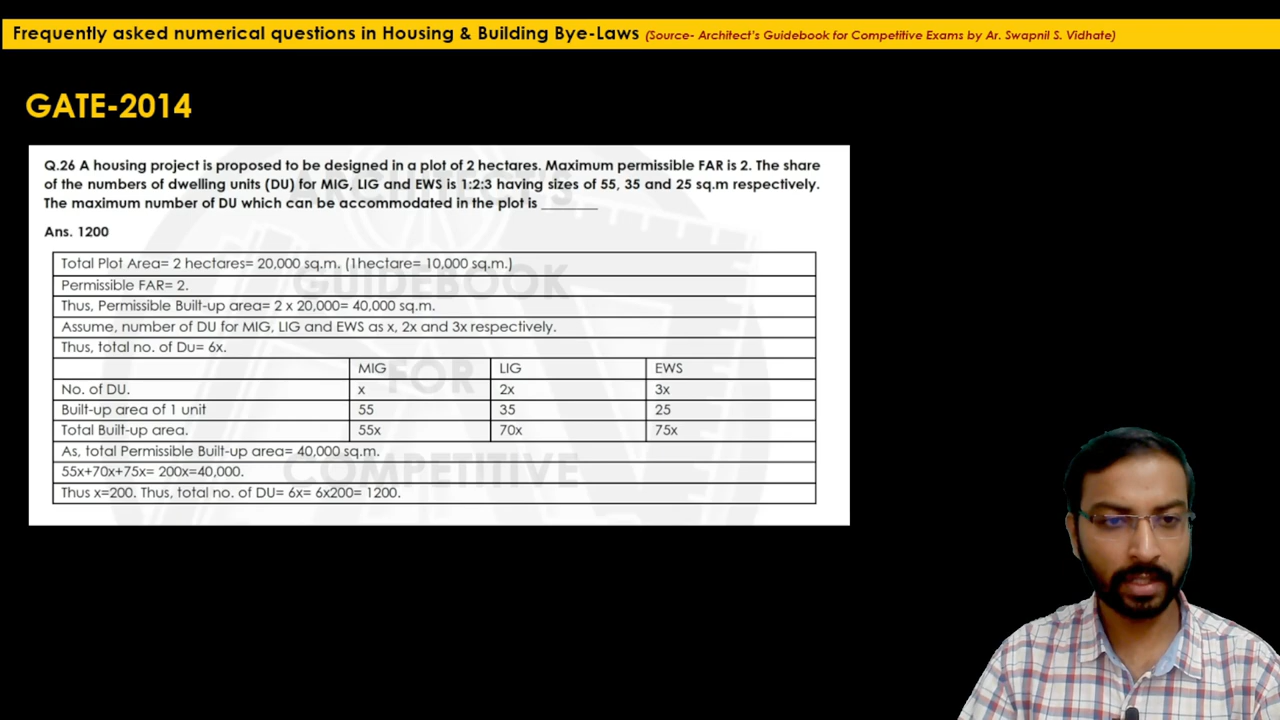 Frequently asked numerical questions in Housing & Building Bye-Laws (Source- Architect's Guidebook for Competitive Exams by Ar. Swapnil S. Vidhate)
GATE-2014
Q.26 A housing project is proposed to be designed in a plot of 2 hectares. Maximum permissible FAR is 2. The share
of the numbers of dwelling units (DU) for MIG, LIG and EWS is 1:2:3 having sizes of 55, 35 and 25 sq.m respectively.
The maximum number of DU which can be accommodated in the plot is ________
Ans. 1200
Total Plot Area= 2 hectares= 20,000 sq.m. (1hectare= 10,000 sq.m.)
Permissible FAR= 2.
Thus, Permissible Built-up area= 2 x 20,000= 40,000 sq.m.
Assume, number of DU for MIG, LIG and EWS as x, 2x and 3x respectively.
Thus, total no. of Du= 6x.
MIG LIG EWS
No. of DU. x 2x 3x
Built-up area of 1 unit 55 35 25
Total Built-up area. 55x 70x 75x
As, total Permissible Built-up area= 40,000 sq.m.
55x+70x+75x= 200x=40,000.
Thus x=200. Thus, total no. of DU= 6x= 6x200= 1200.
ARCHITECT'S
GUIDEBOOK
FOR
COMPETITIVE